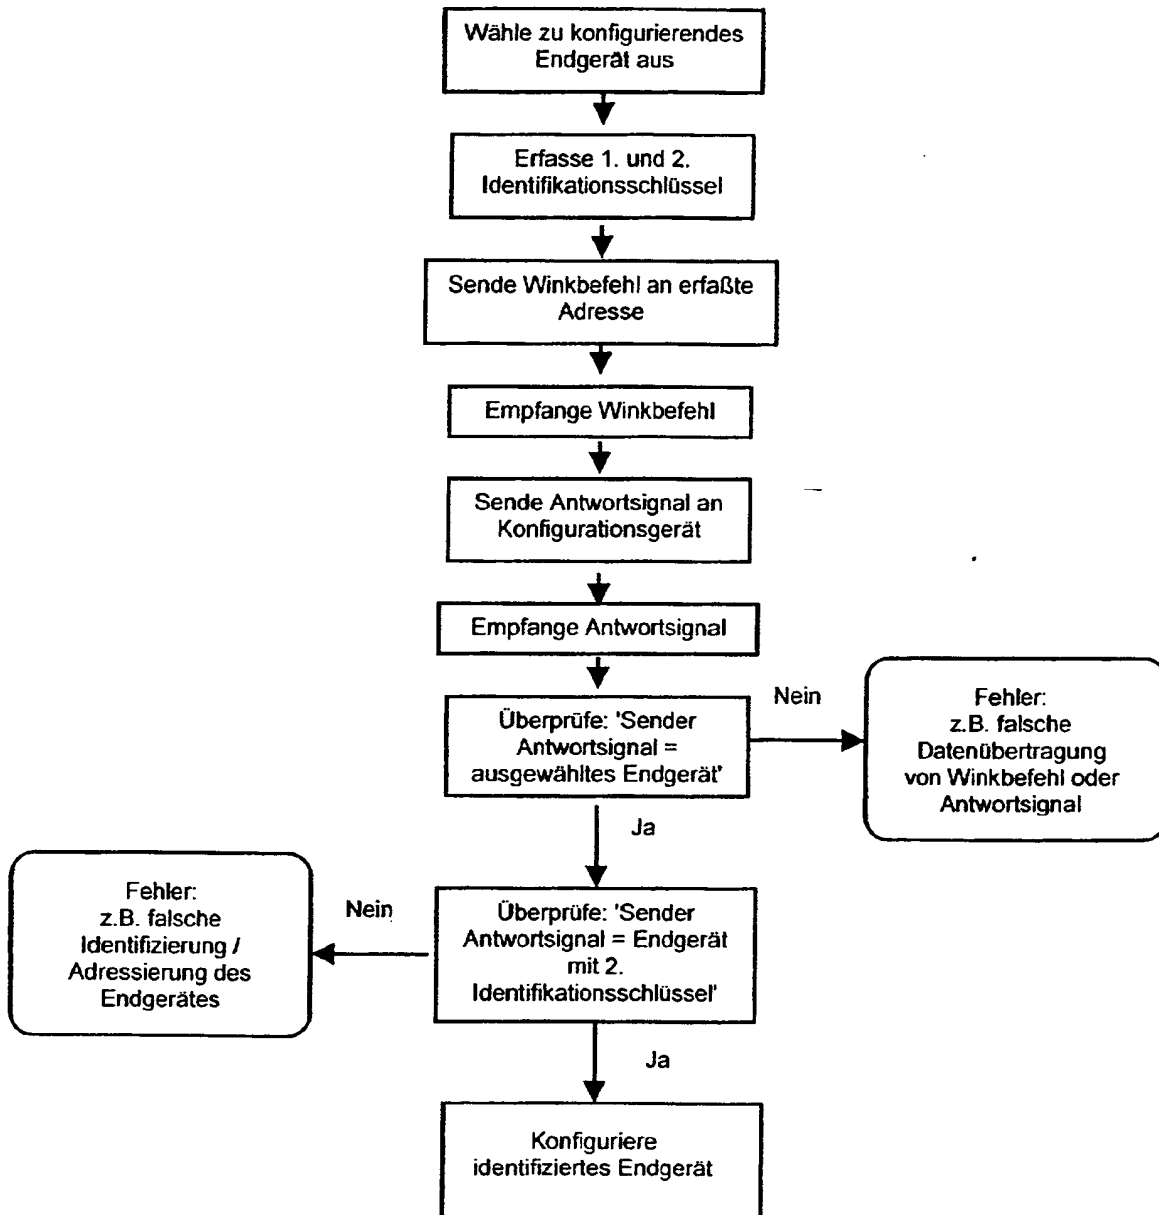 Wähle zu konfigurierendes
Endgerät aus
Erfasse 1. und 2.
Identifikationsschlüssel
Sende Winkbefehl an erfaßte
Adresse
Empfange Winkbefehl
Sende Antwortsignal an
Konfigurationsgerät
Empfange Antwortsignal
Überprüfe: 'Sender
Antwortsignal =
ausgewähltes Endgerät'
Nein
Fehler:
z.B. falsche
Datenübertragung
von Winkbefehl oder
Antwortsignal
Ja
Überprüfe: 'Sender
Antwortsignal = Endgerät
mit 2.
Identifikationsschlüssel'
Nein
Fehler:
z.B. falsche
Identifizierung /
Adressierung des
Endgerätes
Ja
Konfiguriere
identifiziertes Endgerät